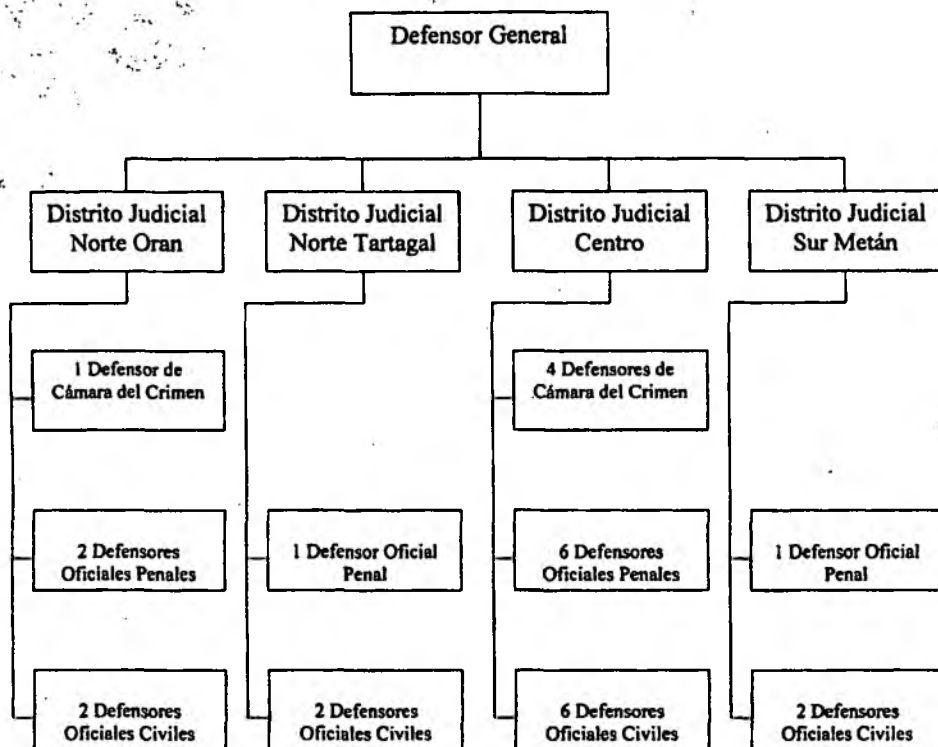 Defensor General
Distrito Judicial
Norte Oran
Distrito Judicial
Norte Tartagal
Distrito Judicial
Centro
Distrito Judicial
Sur Metán
1 Defensor de
Cámara del Crimen
4 Defensores de
Cámara del Crimen
2 Defensores
Oficiales Penales
1 Defensor Oficial
Penal
6 Defensores
Oficiales Penales
1 Defensor Oficial
Penal
2 Defensores
Oficiales Civiles
2 Defensores
Oficiales Civiles
6 Defensores
Oficiales Civiles
2 Defensores
Oficiales Civiles